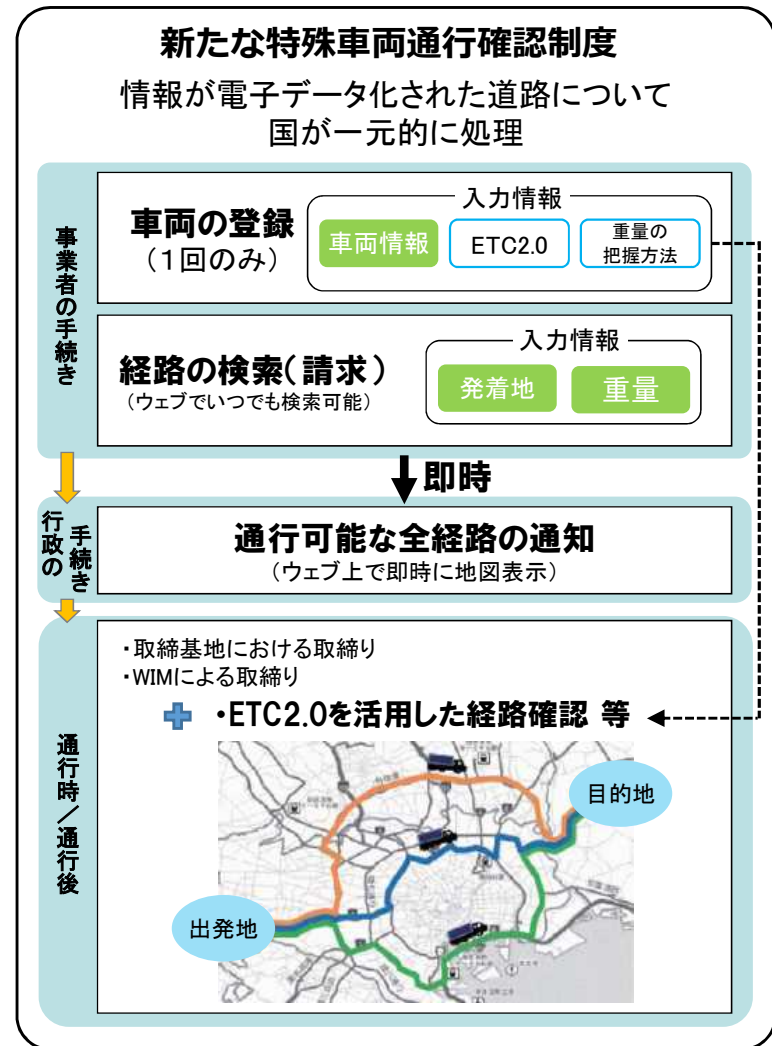 新たな特殊車両通行確認制度
情報が電子データ化された道路について
国が一元的に処理
事業者の手続き
車両の登録
(1回のみ)
入力情報
車両情報
ETC2.0
重量の
把握方法
経路の検索(請求)
(ウェブでいつでも検索可能)
入力情報
発着地
重量
即時
行政の
手続き
通行可能な全経路の通知
(ウェブ上で即時に地図表示)
通行時/通行後
・取締基地における取締り
・WIMによる取締り
・ETC2.0を活用した経路確認 等
目的地
出発地